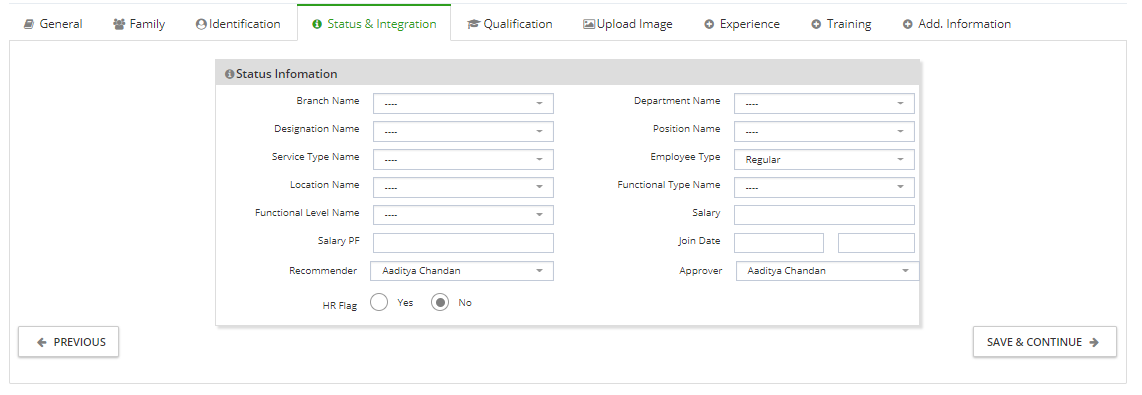 General Family Identification Status & Integration Qualification Upload Image Experience Training Add. Information
Status Infomation
Branch Name ---- Department Name ----
Designation Name ---- Position Name ----
Service Type Name ---- Employee Type Regular
Location Name ---- Functional Type Name ----
Functional Level Name ---- Salary
Salary PF Join Date
Recommender Aaditya Chandan Approver Aaditya Chandan
HR Flag Yes No
PREVIOUS SAVE & CONTINUE